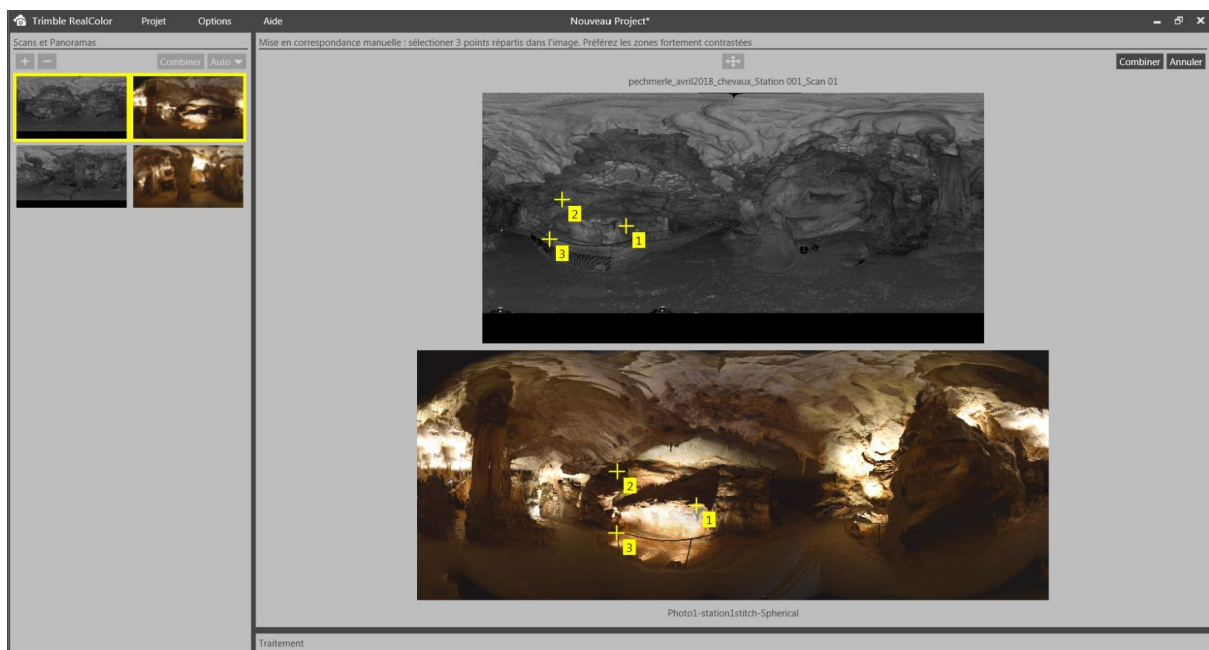 Trimble RealColor Projet Options Aide Nouveau Project*
Scans et Panoramas
+ − Combiner Auto
Mise en correspondance manuelle : sélectioner 3 points répartis dans l'image. Préférez les zones fortement contrastées
Combiner Annuler
pechmerle_avril2018_chevaux_Station 001_Scan 01
2
1
3
2
1
3
Photo1-station1stitch-Spherical
Traitement